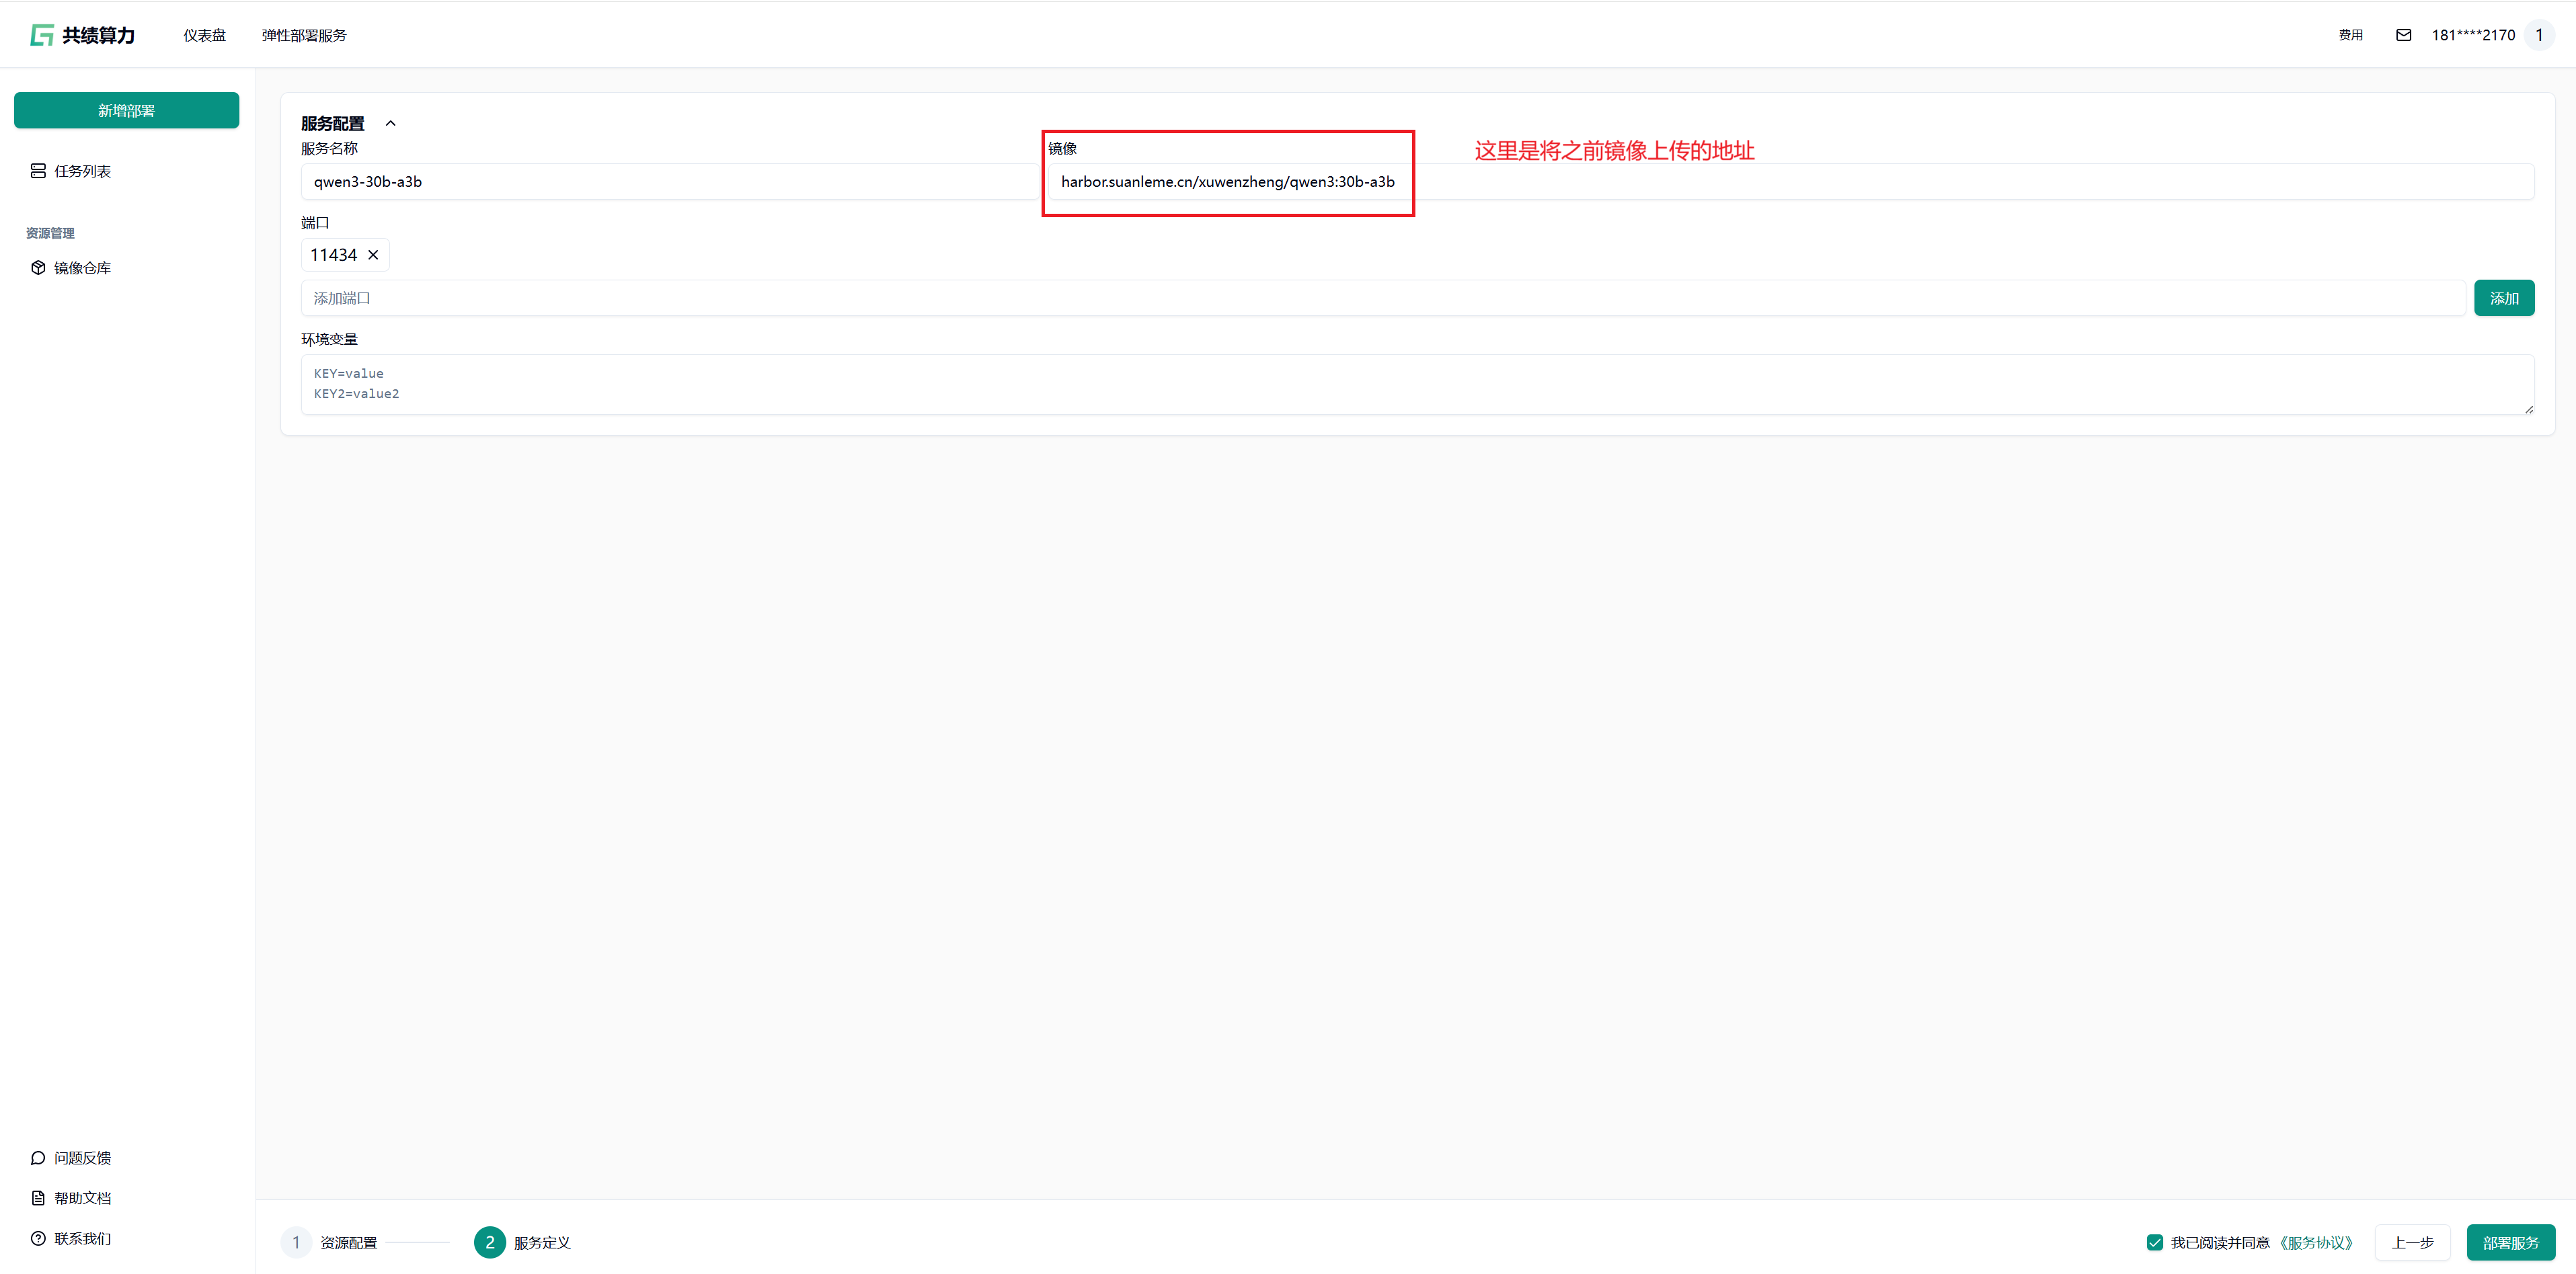 共绩算力
仪表盘
弹性部署服务
费用
181****2170
1
新增部署
任务列表
资源管理
镜像仓库
服务配置
服务名称
qwen3-30b-a3b
镜像
harbor.suanleme.cn/xuwenzheng/qwen3:30b-a3b
这里是将之前镜像上传的地址
端口
11434
添加端口
添加
环境变量
KEY=value
KEY2=value2
问题反馈
帮助文档
联系我们
1 资源配置
2 服务定义
我已阅读并同意《服务协议》
上一步
部署服务